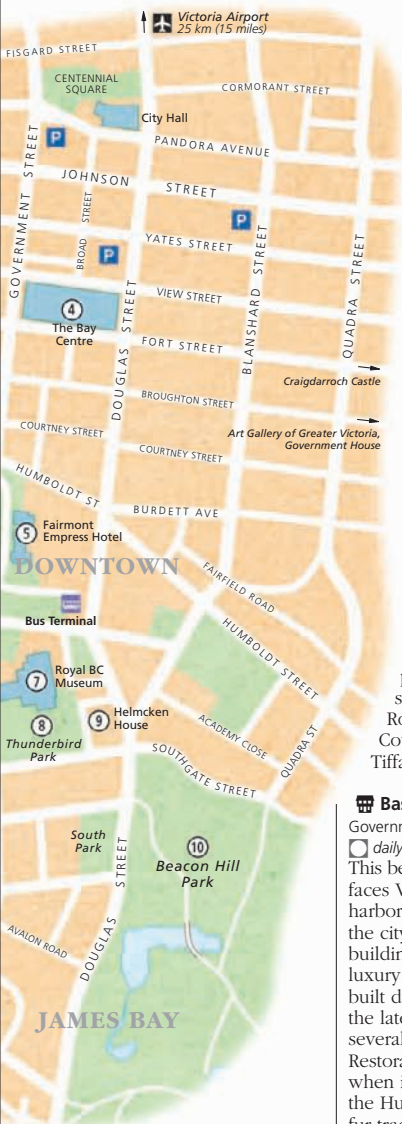 Victoria Airport
25 km (15 miles)
FISGARD STREET
CENTENNIAL
SQUARE
CORMORANT STREET
City Hall
P
PANDORA AVENUE
GOVERNMENT STREET
JOHNSON STREET
BROAD STREET
P
YATES STREET
P
BLANSHARD STREET
QUADRA STREET
VIEW STREET
4
The Bay
Centre
DOUGLAS STREET
FORT STREET
Craigdarroch Castle
BROUGHTON STREET
COURTNEY STREET
Art Gallery of Greater Victoria,
Government House
COURTNEY STREET
HUMBOLDT ST
BURDETT AVE
5
Fairmont
Empress Hotel
DOWNTOWN
FAIRFIELD ROAD
Bus Terminal
HUMBOLDT STREET
7
Royal BC
Museum
8
Thunderbird
Park
9
Helmcken
House
ACADEMY CLOSE
QUADRA ST
SOUTHGATE STREET
South
Park
10
Beacon Hill
Park
DOUGLAS STREET
AVALON ROAD
JAMES BAY
s
Ro
Cou
Tiffa
Bas
Governm
daily
This be
faces V
harbor
the city
buildin
luxury
built d
the late
several
Restora
when i
the Hu
fur trad